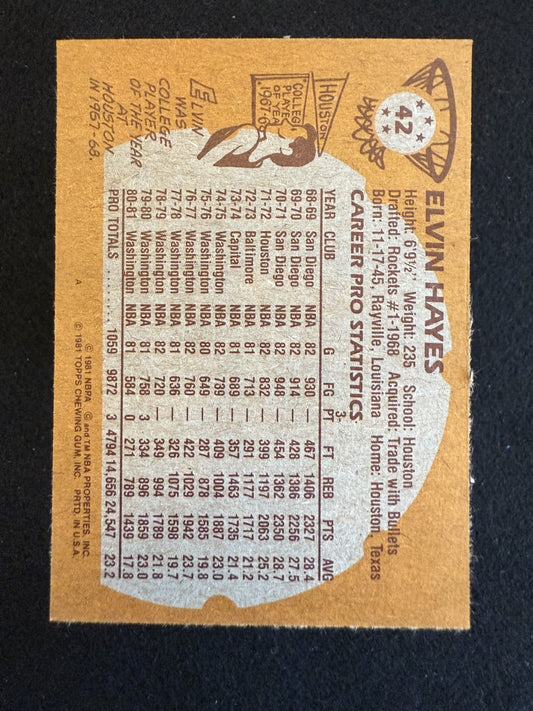 42
ELVIN HAYES
Height: 6'9½" Weight: 235 School: Houston
Drafted: Rockets #1-1968 Acquired: Trade with Bullets
Born: 11-17-45, Rayville, Louisiana Home: Houston, Texas
CAREER PRO STATISTICS
3-
YEAR CLUB G FG PT FT REB PTS AVG
68-69 San Diego NBA 82 930 — 467 1406 2327 28.4
69-70 San Diego NBA 82 914 — 428 1386 2256 27.5
70-71 San Diego NBA 82 948 — 454 1362 2350 28.7
71-72 Houston NBA 82 832 — 399 1197 2063 25.2
72-73 Baltimore NBA 81 713 — 291 1177 1717 21.2
73-74 Capital NBA 81 689 — 357 1463 1735 21.4
74-75 Washington NBA 82 739 — 409 1004 1887 23.0
75-76 Washington NBA 80 649 — 287 878 1585 19.8
76-77 Washington NBA 82 760 — 422 1029 1942 23.7
77-78 Washington NBA 81 636 — 326 1075 1598 19.7
78-79 Washington NBA 82 720 — 349 994 1789 21.8
79-80 Washington NBA 81 758 3 334 896 1859 23.0
80-81 Washington NBA 81 584 0 271 789 1439 17.8
PRO TOTALS ........ 1059 9872 3 4794 14,656 24,547 23.2
HOUSTON
COLLEGE
PLAYER
OF YEAR
1967-68
ELVIN
WAS
COLLEGE
PLAYER
OF THE YEAR
AT
HOUSTON
IN 1967-68.
A
© 1981 NBPA © and TM NBA PROPERTIES, INC.
© 1981 TOPPS CHEWING GUM, INC. PRTD. IN U.S.A.